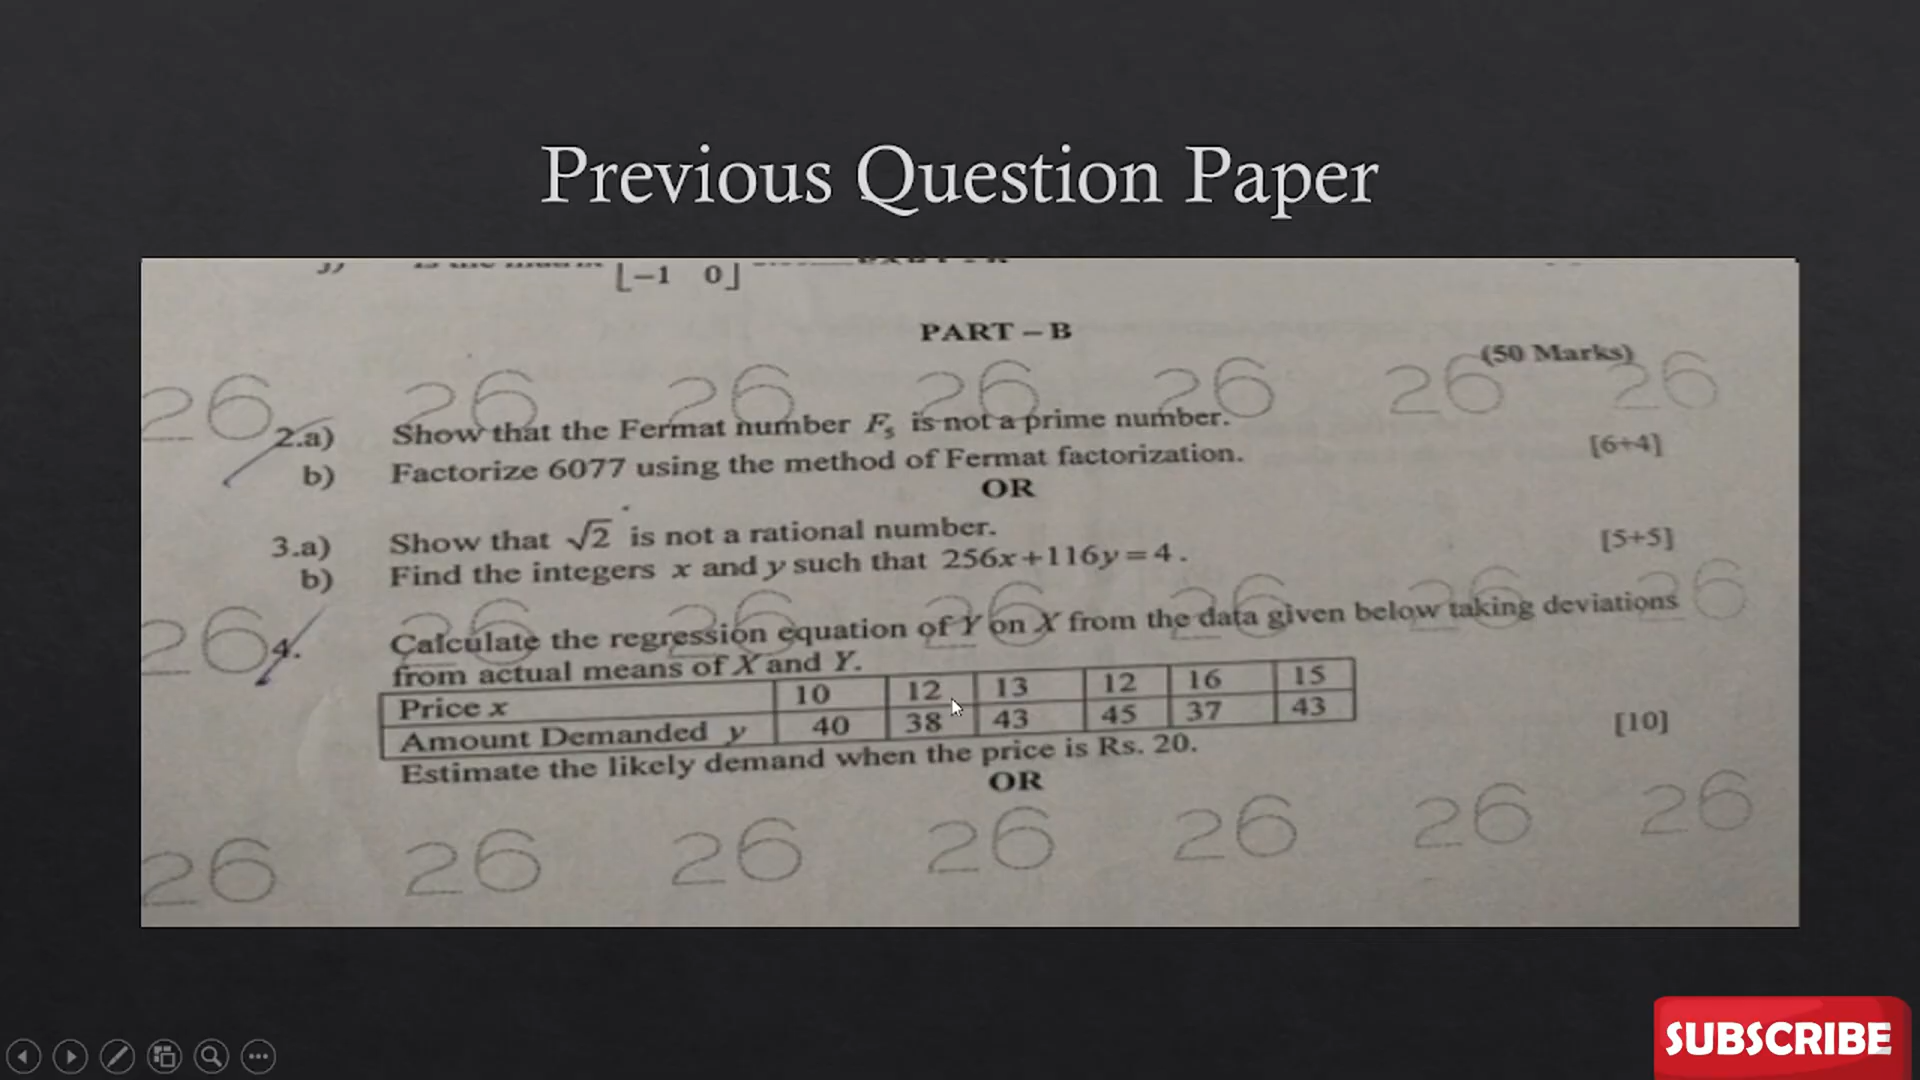 Previous Question Paper
[-1 0]
PART – B
(50 Marks)
26 26 26 26 26 26 26
2.a) Show that the Fermat number F₅ is not a prime number.
[6+4]
b) Factorize 6077 using the method of Fermat factorization.
OR
3.a) Show that √2 is not a rational number.
[5+5]
b) Find the integers x and y such that 256x+116y=4.
26 26 26 26 26 26 26
4. Calculate the regression equation of Y on X from the data given below taking deviations
from actual means of X and Y.
Price x 10 12 13 12 16 15
Amount Demanded y 40 38 43 45 37 43
[10]
Estimate the likely demand when the price is Rs. 20.
OR
26 26 26 26 26 26 26
SUBSCRIBE